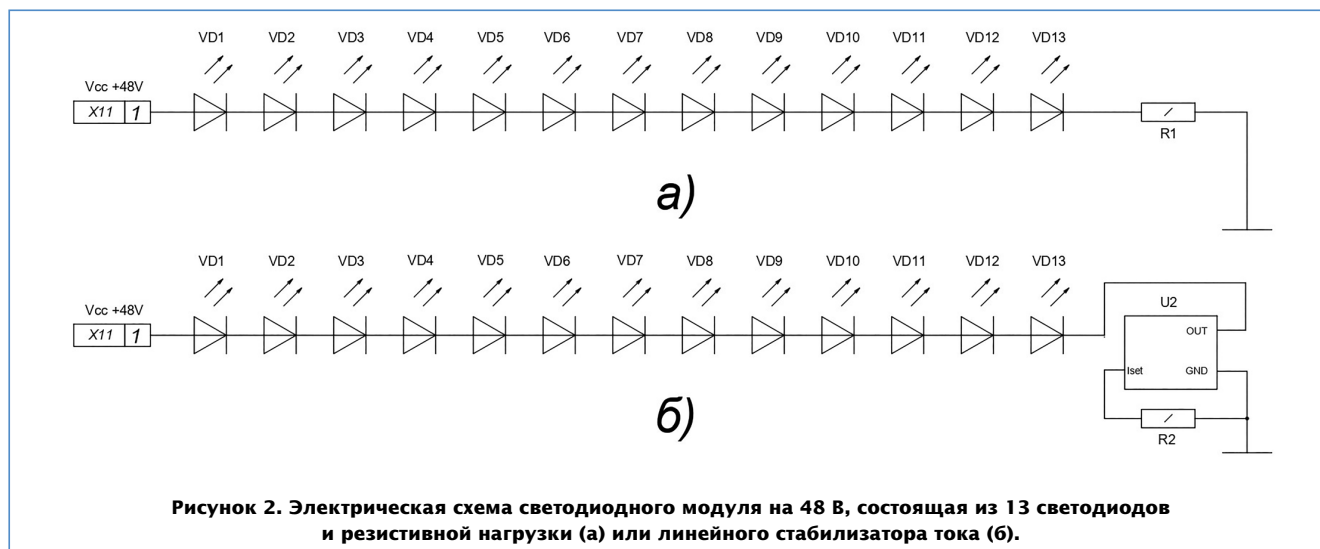 VD1 VD2 VD3 VD4 VD5 VD6 VD7 VD8 VD9 VD10 VD11 VD12 VD13
Vcc +48V
X11 1
R1
а)
VD1 VD2 VD3 VD4 VD5 VD6 VD7 VD8 VD9 VD10 VD11 VD12 VD13
Vcc +48V
U2
X11 1
OUT
Iset GND
R2
б)
Рисунок 2. Электрическая схема светодиодного модуля на 48 В, состоящая из 13 светодиодов
и резистивной нагрузки (а) или линейного стабилизатора тока (б).